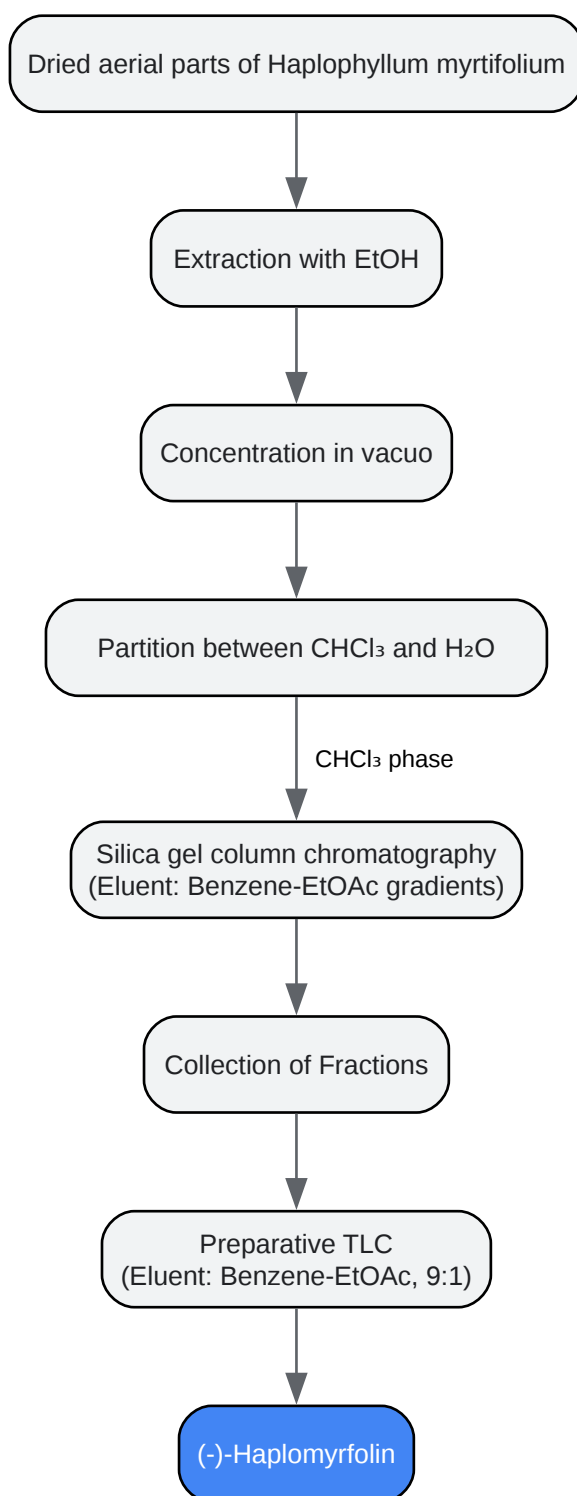 Dried aerial parts of Haplophyllum myrtifolium
Extraction with EtOH
Concentration in vacuo
Partition between CHCl₃ and H₂O
CHCl₃ phase
Silica gel column chromatography
(Eluent: Benzene-EtOAc gradients)
Collection of Fractions
Preparative TLC
(Eluent: Benzene-EtOAc, 9:1)
(-)-Haplomyrfolin